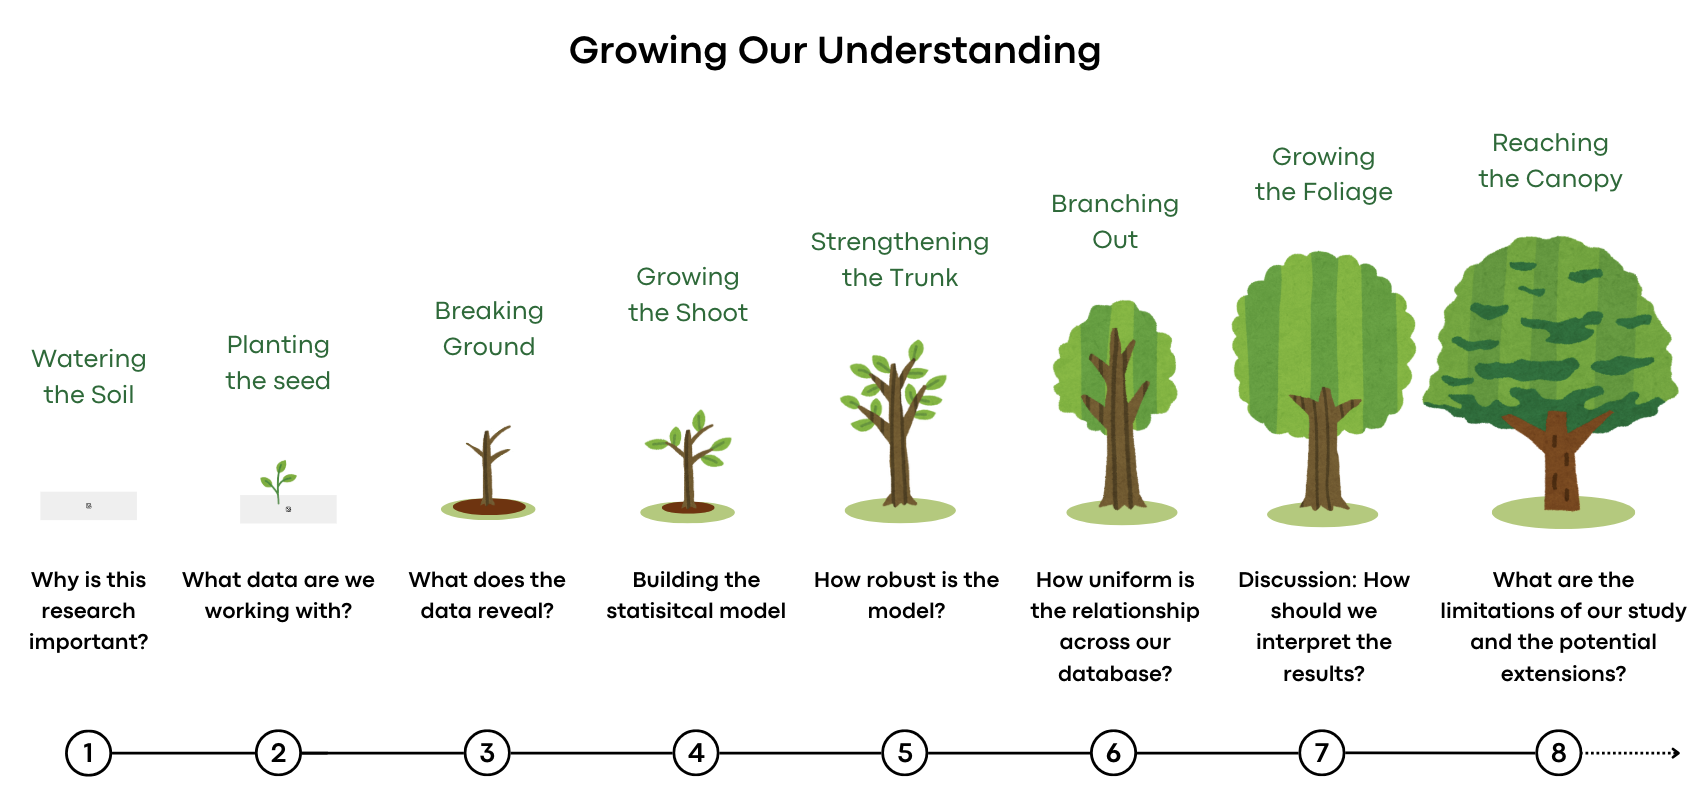 Growing Our Understanding
Watering
the Soil
Planting
the seed
Breaking
Ground
Growing
the Shoot
Strengthening
the Trunk
Branching
Out
Growing
the Foliage
Reaching
the Canopy
Why is this
research
important?
What data are we
working with?
What does the
data reveal?
Building the
statisitcal model
How robust is the
model?
How uniform is
the relationship
across our
database?
Discussion: How
should we
interpret the
results?
What are the
limitations of our study
and the potential
extensions?
1
2
3
4
5
6
7
8